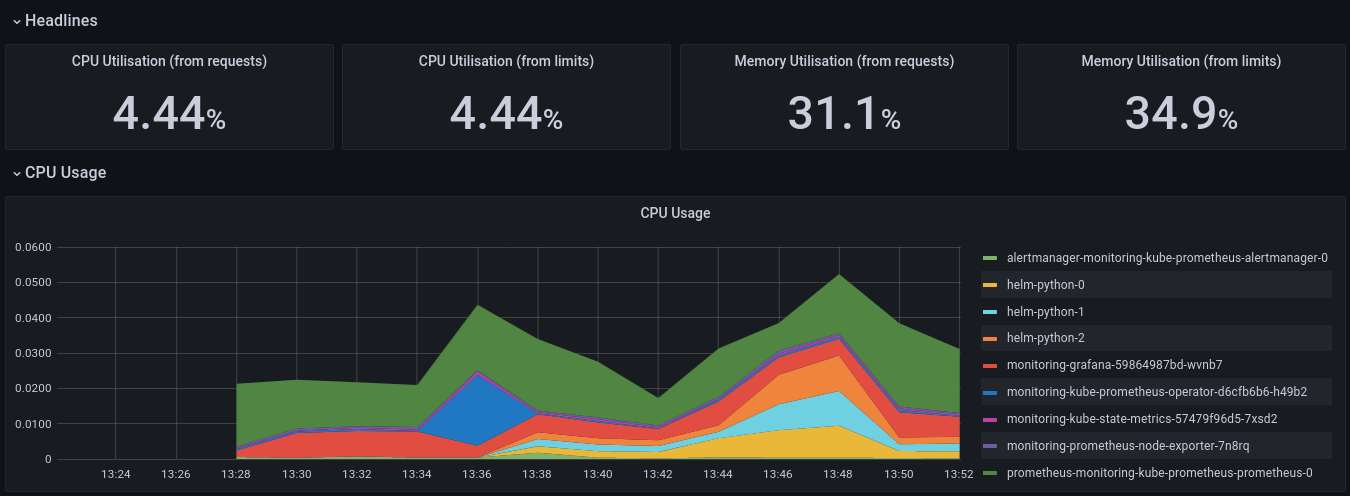 Headlines
CPU Utilisation (from requests)
CPU Utilisation (from limits)
Memory Utilisation (from requests)
Memory Utilisation (from limits)
4.44%
4.44%
31.1%
34.9%
CPU Usage
CPU Usage
0.0600
0.0500
0.0400
0.0300
0.0200
0.0100
0
13:24 13:26 13:28 13:30 13:32 13:34 13:36 13:38 13:40 13:42 13:44 13:46 13:48 13:50 13:52
alertmanager-monitoring-kube-prometheus-alertmanager-0
helm-python-0
helm-python-1
helm-python-2
monitoring-grafana-59864987bd-wvnb7
monitoring-kube-prometheus-operator-d6cfb6b6-h49b2
monitoring-kube-state-metrics-57479f96d5-7xsd2
monitoring-prometheus-node-exporter-7n8rq
prometheus-monitoring-kube-prometheus-prometheus-0